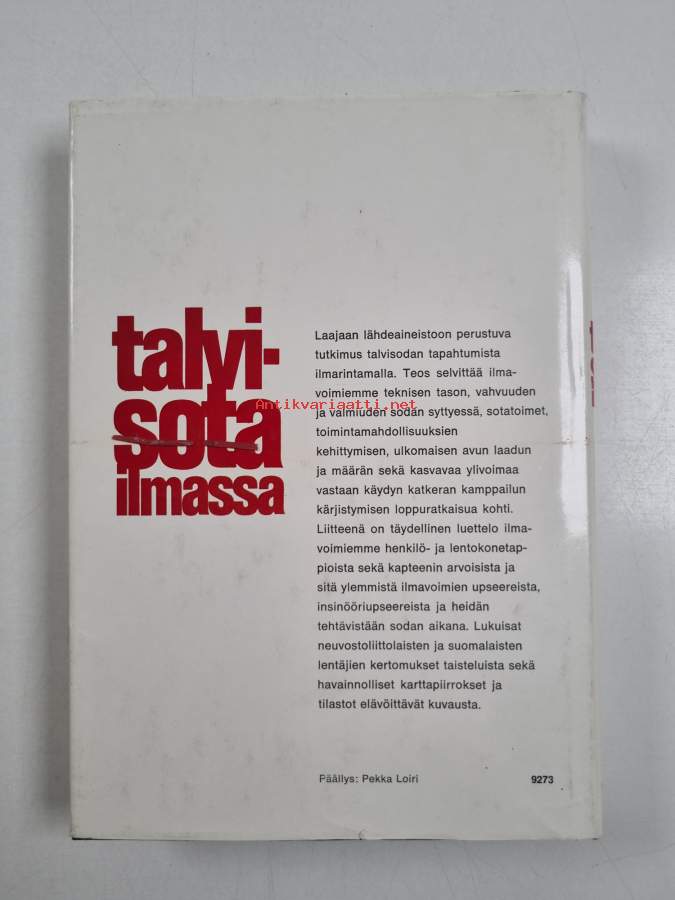 talvi-
sota
ilmassa
Laajaan lähdeaineistoon perustuva
tutkimus talvisodan tapahtumista
ilmarintamalla. Teos selvittää ilma-
voimiemme teknisen tason, vahvuuden
ja valmiuden sodan syttyessä, sotatoimet,
toimintamahdollisuuksien
kehittymisen, ulkomaisen avun laadun
ja määrän sekä kasvavaa ylivoimaa
vastaan käydyn katkeran kamppailun
kärjistymisen loppuratkaisua kohti.
Liitteenä on täydellinen luettelo ilma-
voimiemme henkilö- ja lentokonetap-
pioista sekä kapteenin arvoisista ja
sitä ylemmistä ilmavoimien upseereista,
insinööriupseereista ja heidän
tehtävistään sodan aikana. Lukuisat
neuvostoliittolaisten ja suomalaisten
lentäjien kertomukset taisteluista sekä
havainnolliset karttapiirrokset ja
tilastot elävöittävät kuvausta.
Päällys: Pekka Loiri
9273
Antikvariaatti.net